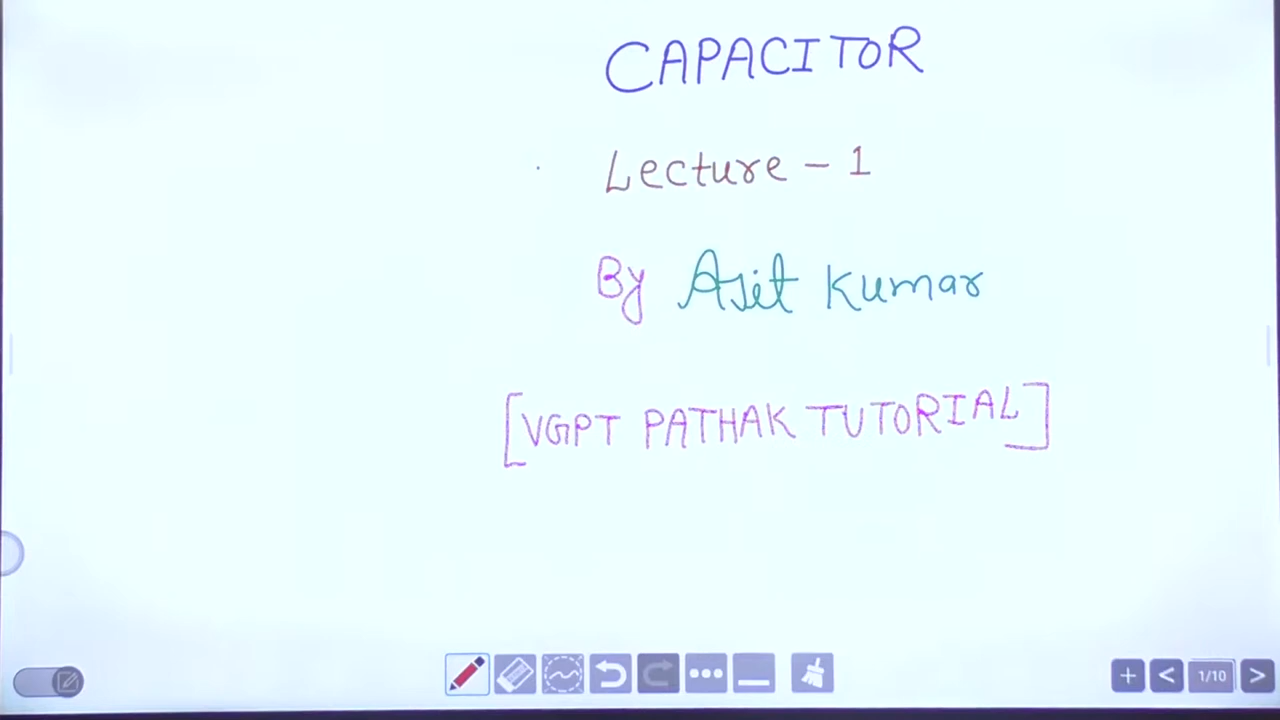 CAPACITOR
Lecture - 1
By Ajit Kumar
[VGPT PATHAK TUTORIAL]
1/10